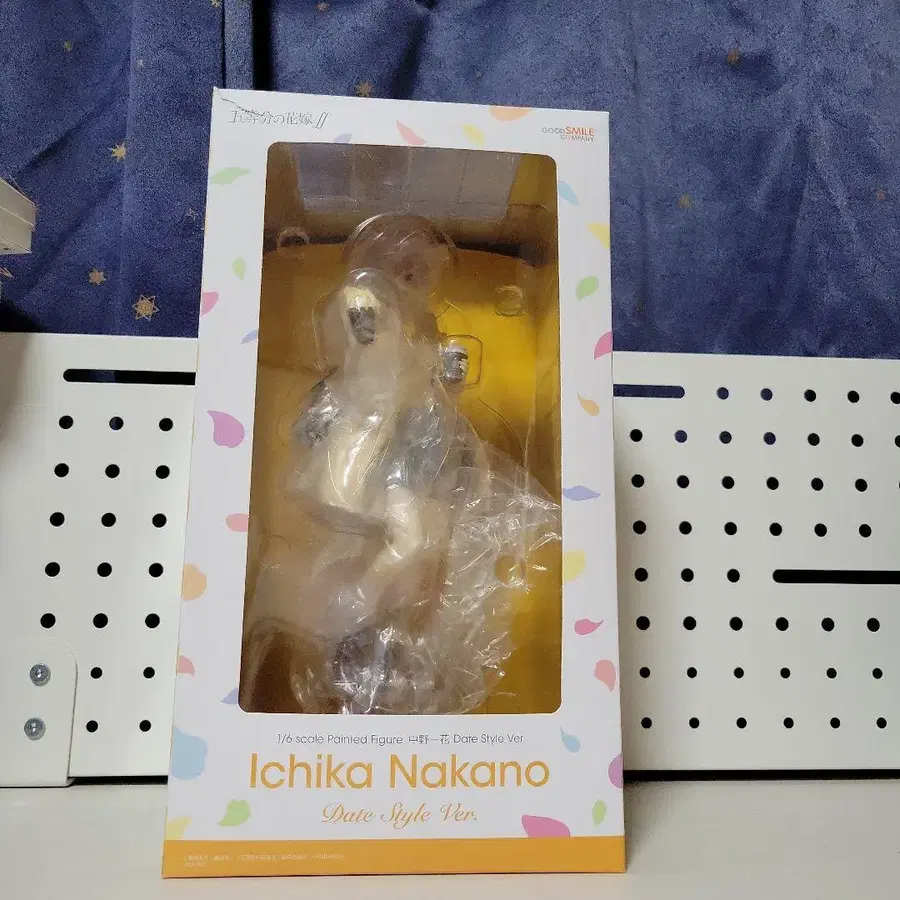 五等分の花嫁∬
GOOD SMILE
COMPANY
1/6 scale Painted Figure 中野一花 Date Style Ver.
Ichika Nakano
Date Style Ver.